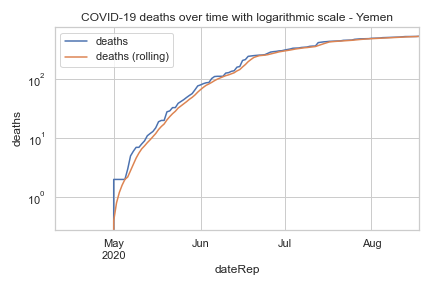 COVID-19 deaths over time with logarithmic scale - Yemen
deaths
deaths (rolling)
deaths
10²
10¹
10⁰
May
2020
Jun
Jul
Aug
dateRep